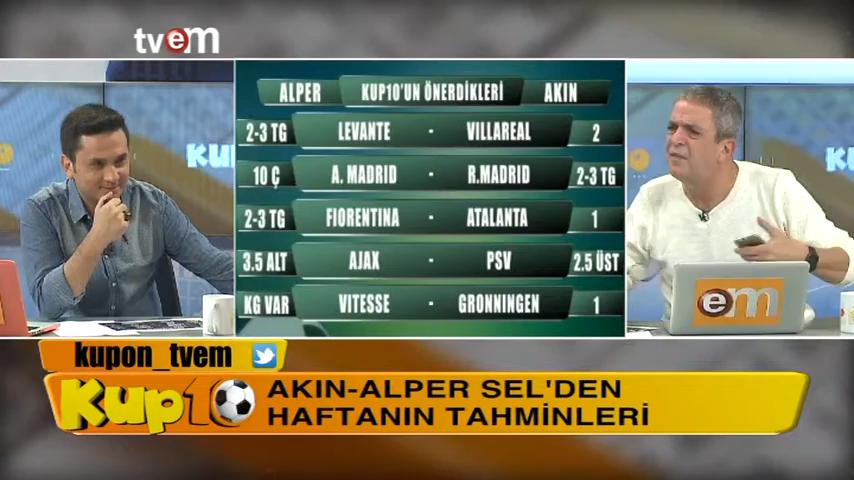 tvem
ALPER KUP10'UN ÖNERDİKLERİ AKIN
2-3 TG LEVANTE - VILLAREAL 2
10 Ç A. MADRID - R.MADRID 2-3 TG
2-3 TG FIORENTINA - ATALANTA 1
3.5 ALT AJAX - PSV 2.5 ÜST
KG VAR VITESSE - GRONNINGEN 1
em
kupon_tvem
Kup10
AKIN-ALPER SEL'DEN
HAFTANIN TAHMİNLERİ